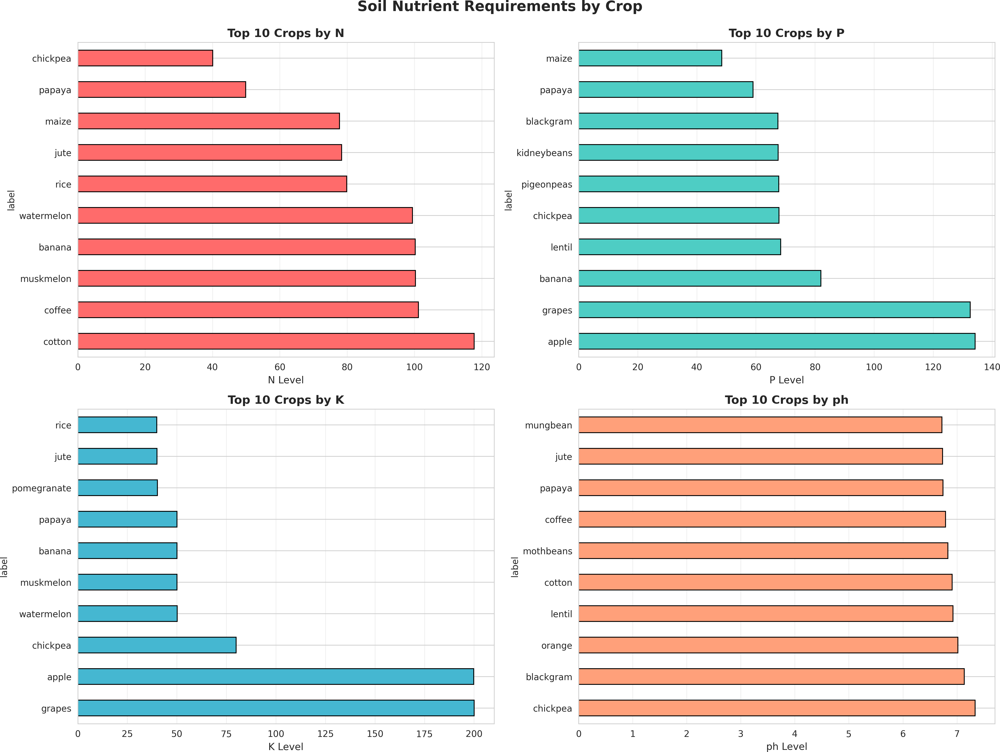 Soil Nutrient Requirements by Crop
Top 10 Crops by N
chickpea
papaya
maize
jute
rice
watermelon
banana
muskmelon
coffee
cotton
label
0 20 40 60 80 100 120
N Level
Top 10 Crops by P
maize
papaya
blackgram
kidneybeans
pigeonpeas
chickpea
lentil
banana
grapes
apple
label
0 20 40 60 80 100 120 140
P Level
Top 10 Crops by K
rice
jute
pomegranate
papaya
banana
muskmelon
watermelon
chickpea
apple
grapes
label
0 25 50 75 100 125 150 175 200
K Level
Top 10 Crops by ph
mungbean
jute
papaya
coffee
mothbeans
cotton
lentil
orange
blackgram
chickpea
label
0 1 2 3 4 5 6 7
ph Level